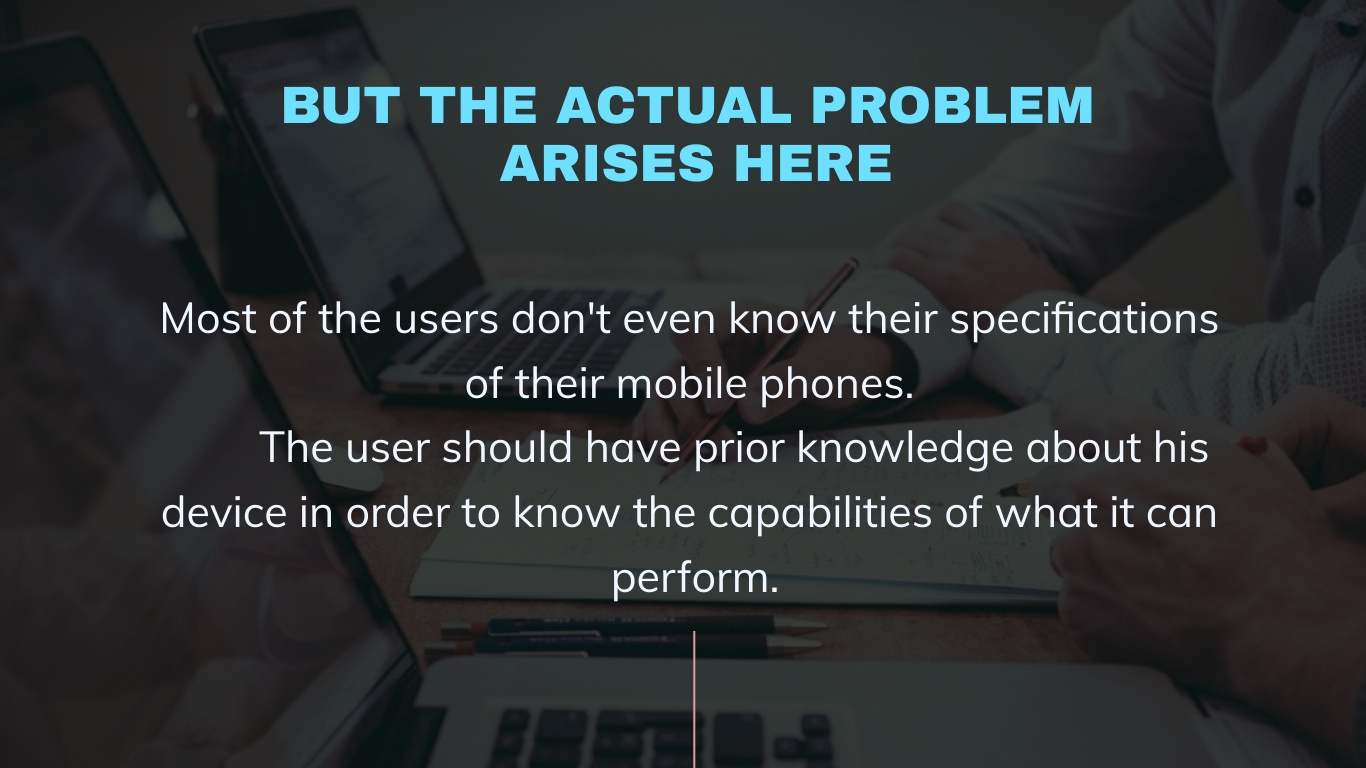 BUT THE ACTUAL PROBLEM
ARISES HERE
Most of the users don't even know their specifications
of their mobile phones.
The user should have prior knowledge about his
device in order to know the capabilities of what it can
perform.